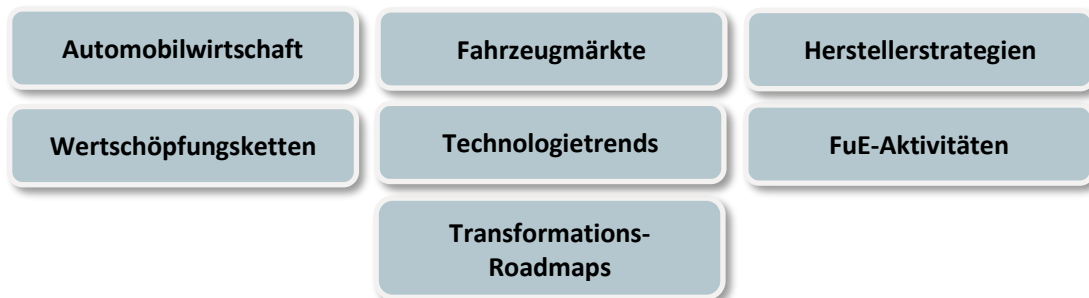 Automobilwirtschaft
Fahrzeugmärkte
Herstellerstrategien
Wertschöpfungsketten
Technologietrends
FuE-Aktivitäten
Transformations-
Roadmaps